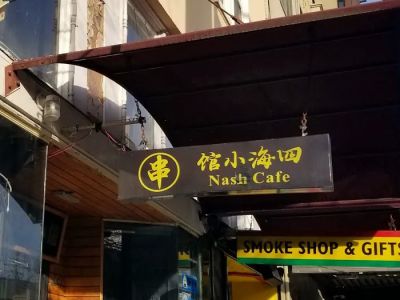 串
馆小海四
Nash Cafe
SMOKE SHOP & GIFTS